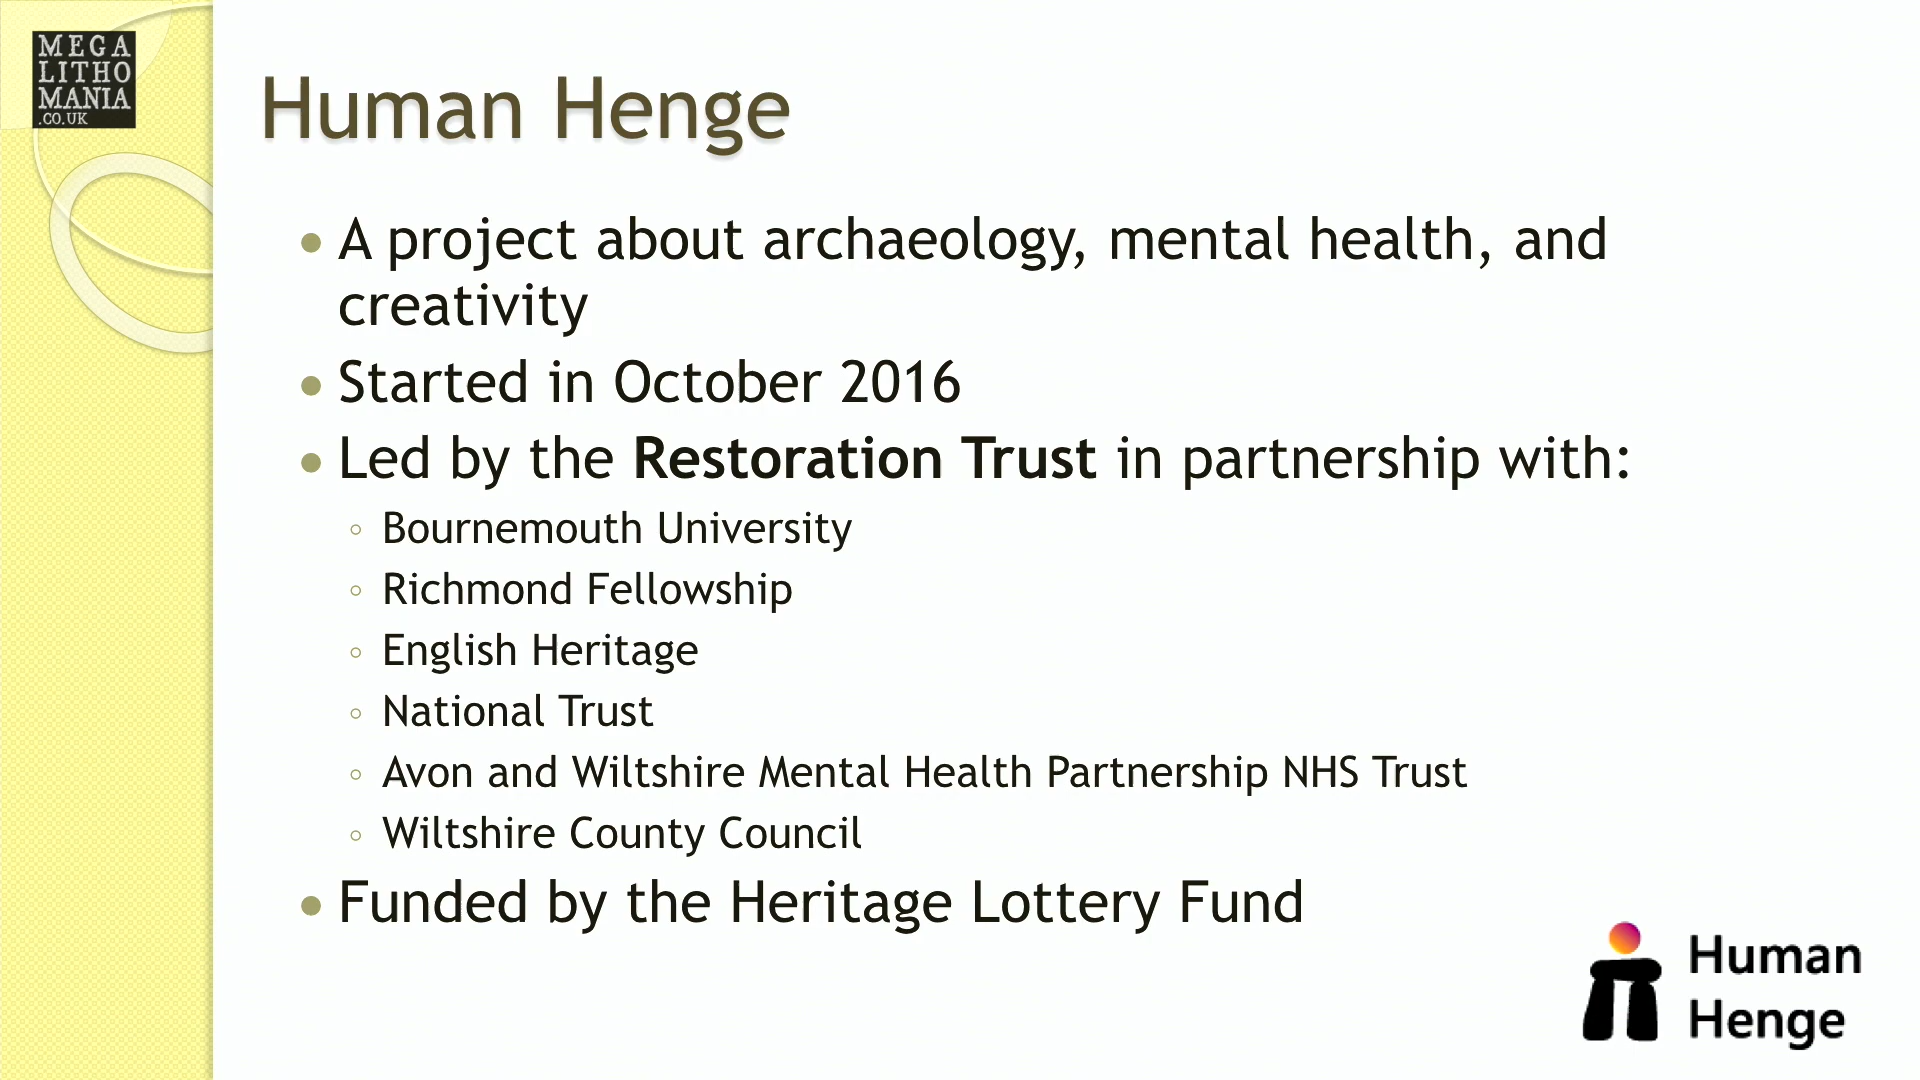 MEGA
LITHO
MANIA
.CO.UK
Human Henge
• A project about archaeology, mental health, and
creativity
• Started in October 2016
• Led by the Restoration Trust in partnership with:
◦ Bournemouth University
◦ Richmond Fellowship
◦ English Heritage
◦ National Trust
◦ Avon and Wiltshire Mental Health Partnership NHS Trust
◦ Wiltshire County Council
• Funded by the Heritage Lottery Fund
Human
Henge